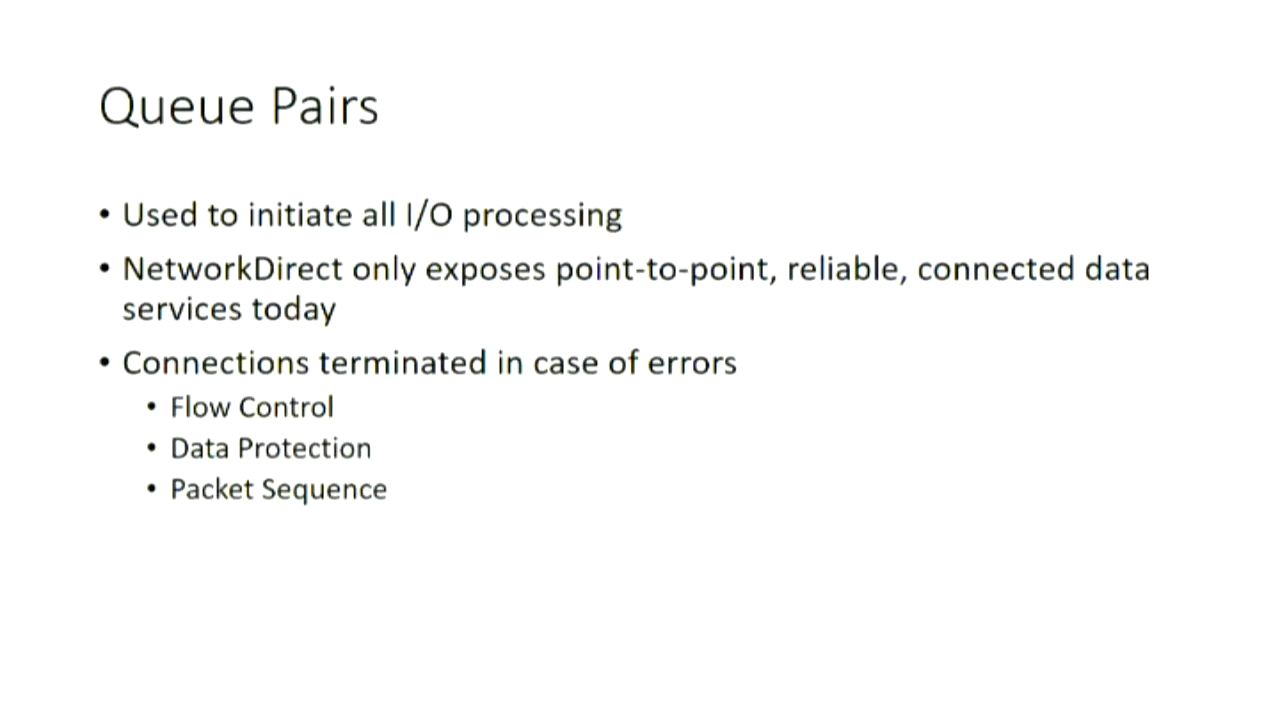 Queue Pairs
• Used to initiate all I/O processing
• NetworkDirect only exposes point-to-point, reliable, connected data
services today
• Connections terminated in case of errors
• Flow Control
• Data Protection
• Packet Sequence